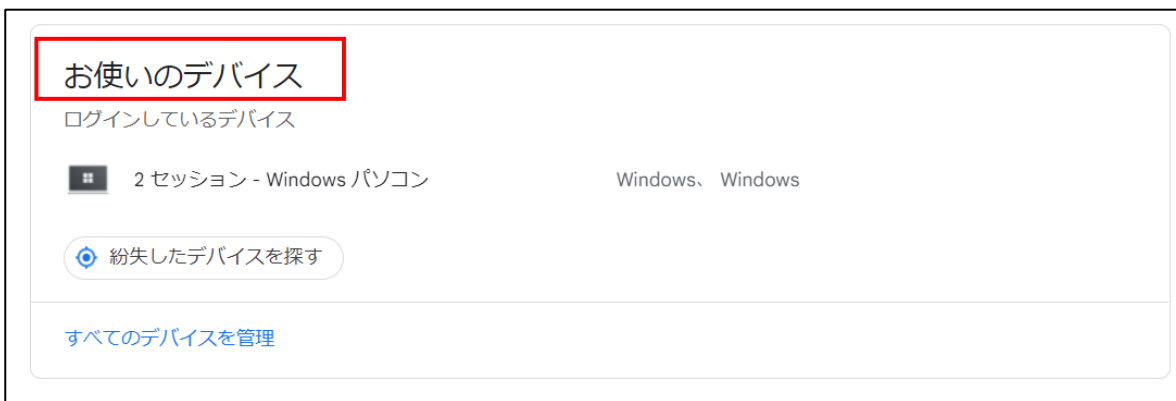 お使いのデバイス
ログインしているデバイス
2 セッション - Windows パソコン Windows、 Windows
紛失したデバイスを探す
すべてのデバイスを管理